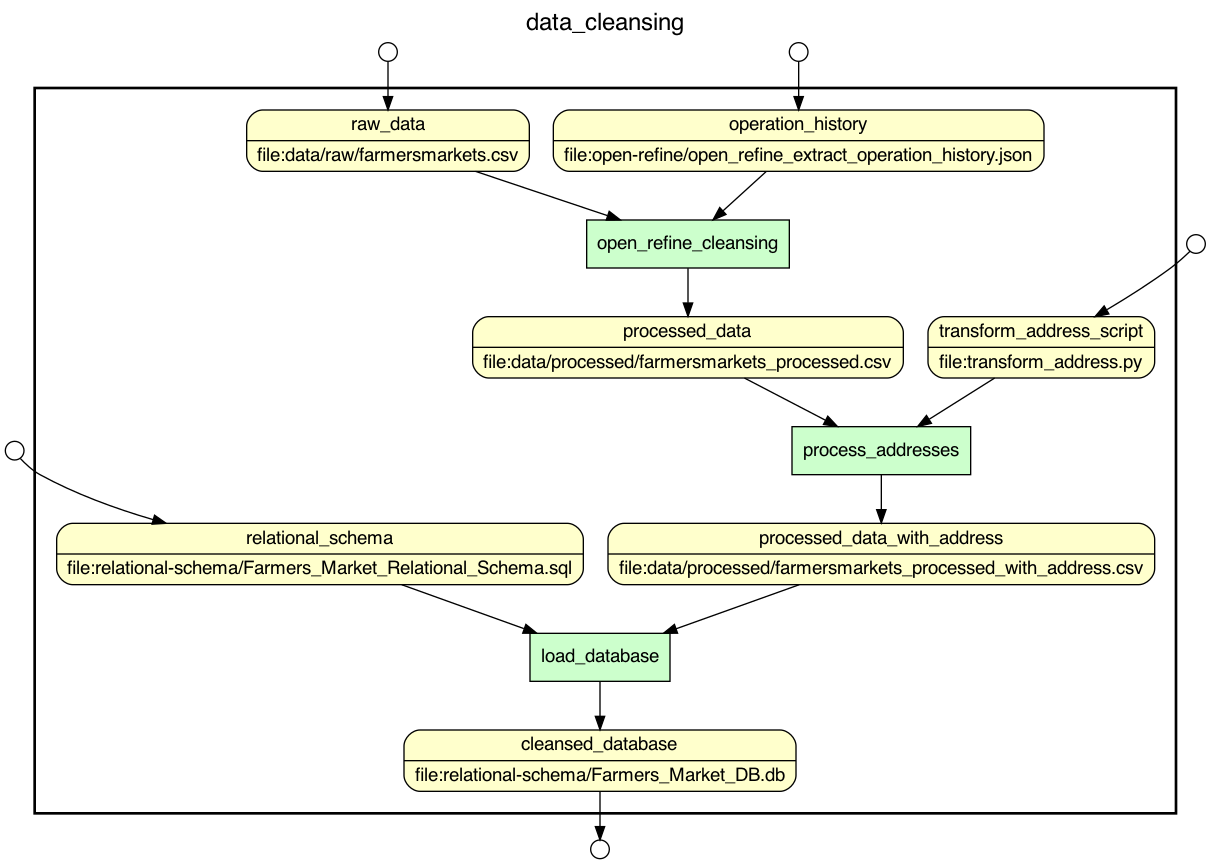 data_cleansing
raw_data
file:data/raw/farmersmarkets.csv
operation_history
file:open-refine/open_refine_extract_operation_history.json
open_refine_cleansing
processed_data
file:data/processed/farmersmarkets_processed.csv
transform_address_script
file:transform_address.py
process_addresses
relational_schema
file:relational-schema/Farmers_Market_Relational_Schema.sql
processed_data_with_address
file:data/processed/farmersmarkets_processed_with_address.csv
load_database
cleansed_database
file:relational-schema/Farmers_Market_DB.db